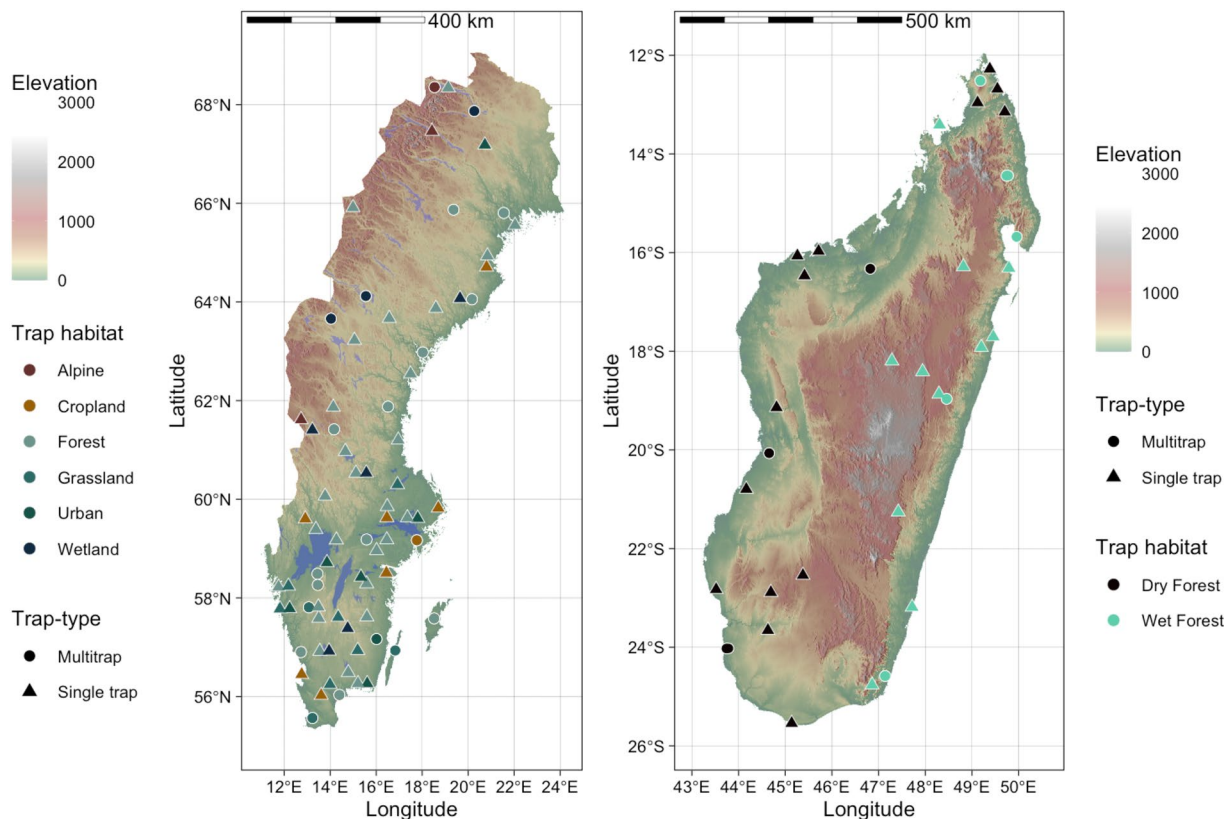 400 km
500 km
Elevation
3000
2000
1000
0
Trap habitat
Alpine
Cropland
Forest
Grassland
Urban
Wetland
Trap-type
Multitrap
Single trap
Latitude
68°N
66°N
64°N
62°N
60°N
58°N
56°N
12°E 14°E 16°E 18°E 20°E 22°E 24°E
Longitude
Latitude
12°S
14°S
16°S
18°S
20°S
22°S
24°S
26°S
43°E 44°E 45°E 46°E 47°E 48°E 49°E 50°E
Longitude
Elevation
3000
2000
1000
0
Trap-type
Multitrap
Single trap
Trap habitat
Dry Forest
Wet Forest